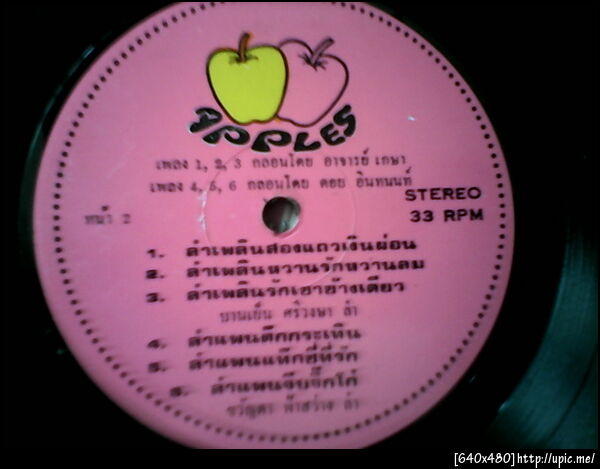 APPLES
เพลง 1, 2, 3 กลอนโดย อาจารย์ เกษา
เพลง 4, 5, 6 กลอนโดย ดอย อินทนนท์
STEREO
33 RPM
หน้า 2
1. ลำเพลินสองแถวเงินผ่อน
2. ลำเพลินหวานรักหวานลม
3. ลำเพลินรักเขาข้างเดียว
บานเย็น ศรีวงษา ลำ
4. ลำแพนตึกกระเทิน
5. ลำแพนแท๊กซี่ที่รัก
6. ลำแพนจีบจิ๊กโก๋
ขวัญตา ฟ้าสว่าง ลำ
[640x480]http://upic.me/